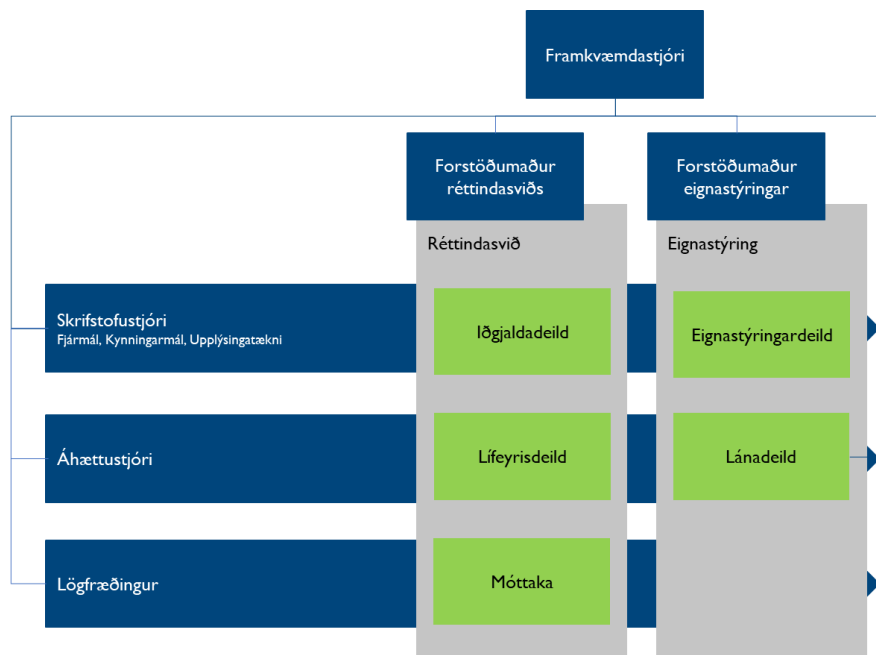 Framkvæmdastjóri
Forstöðumaður
réttindasviðs
Forstöðumaður
eignastýringar
Réttindasvið
Eignastýring
Skrifstofustjóri
Fjármál, Kynningarmál, Upplýsingatækni
Iðgjaldadeild
Eignastýringardeild
Áhættustjóri
Lífeyrisdeild
Lánadeild
Lögfræðingur
Móttaka